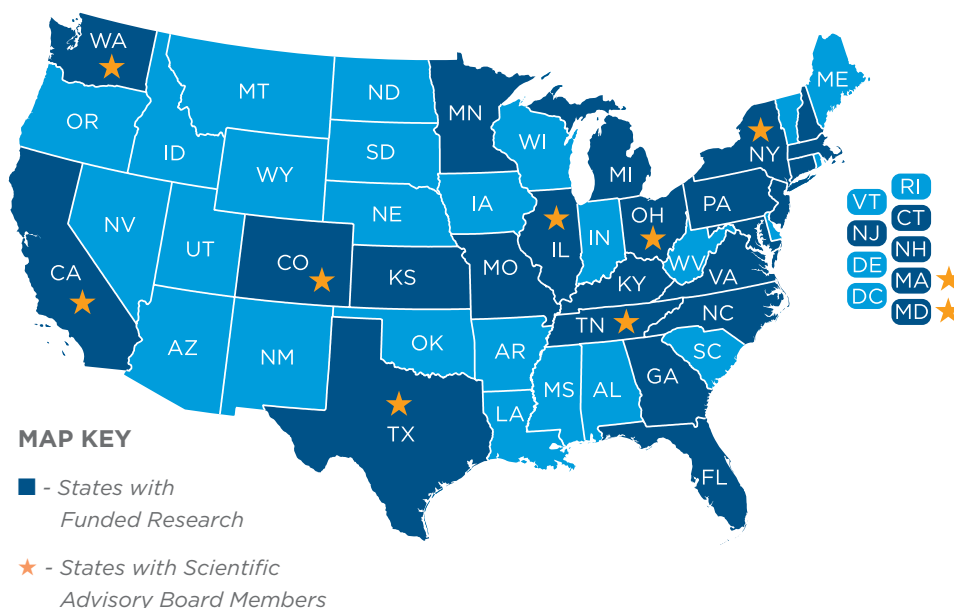 WA
MT
ND
MN
ME
OR
ID
SD
WI
WY
MI
NY
NV
UT
NE
IA
PA
CA
CO
KS
MO
IL
IN
OH
WV
VA
KY
AZ
NM
OK
AR
TN
NC
TX
LA
MS
AL
GA
SC
FL
VT
RI
NJ
CT
DE
NH
DC
MA
MD
MAP KEY
- States with
Funded Research
- States with Scientific
Advisory Board Members